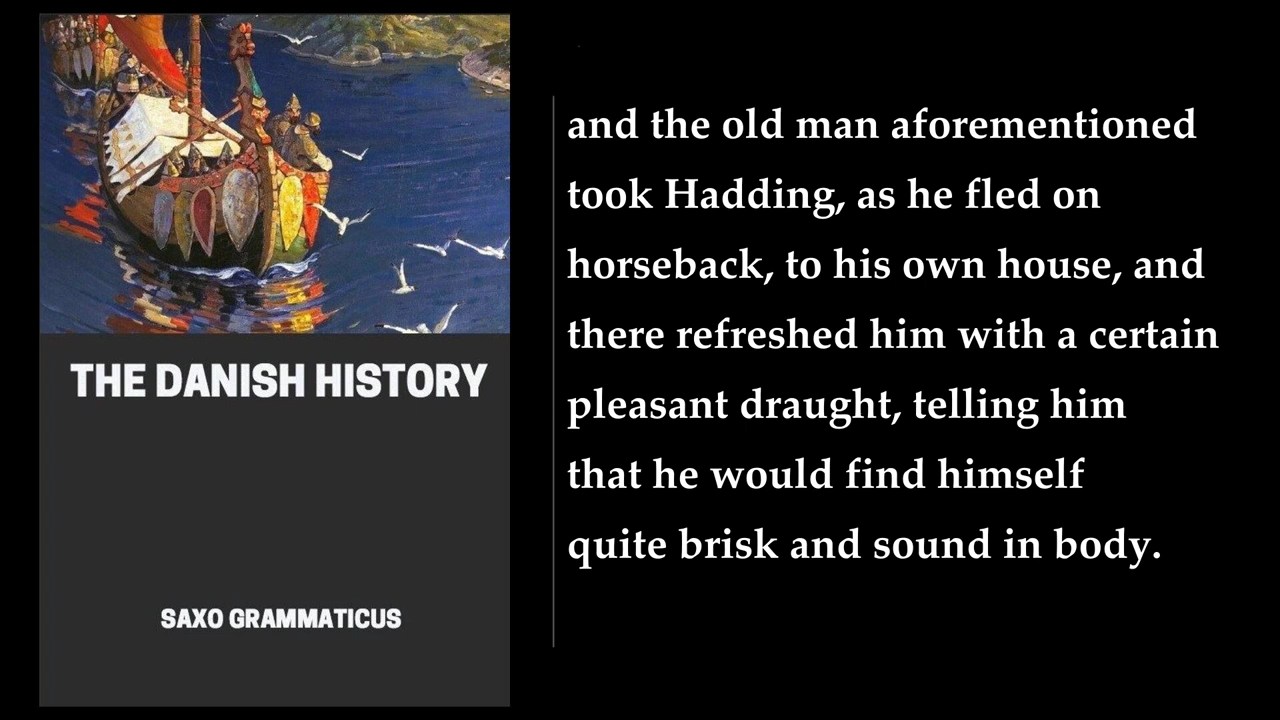 THE DANISH HISTORY
SAXO GRAMMATICUS
and the old man aforementioned
took Hadding, as he fled on
horseback, to his own house, and
there refreshed him with a certain
pleasant draught, telling him
that he would find himself
quite brisk and sound in body.